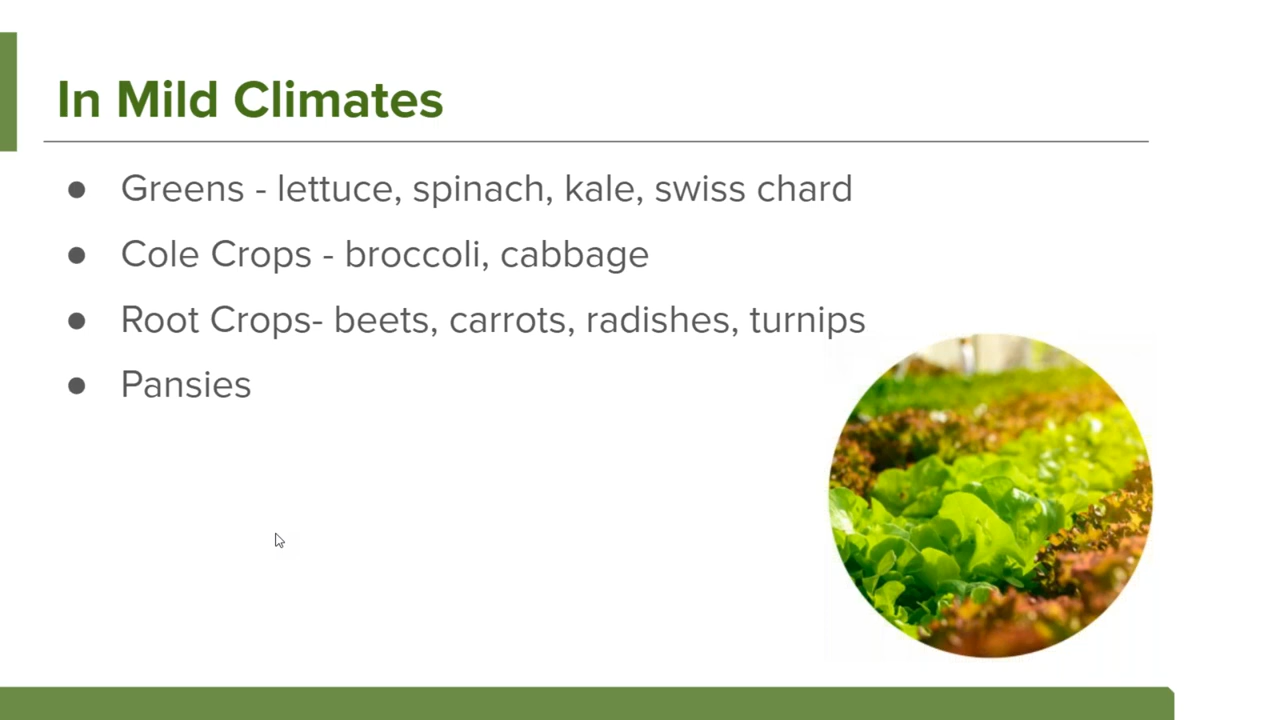 In Mild Climates
● Greens - lettuce, spinach, kale, swiss chard
● Cole Crops - broccoli, cabbage
● Root Crops- beets, carrots, radishes, turnips
● Pansies